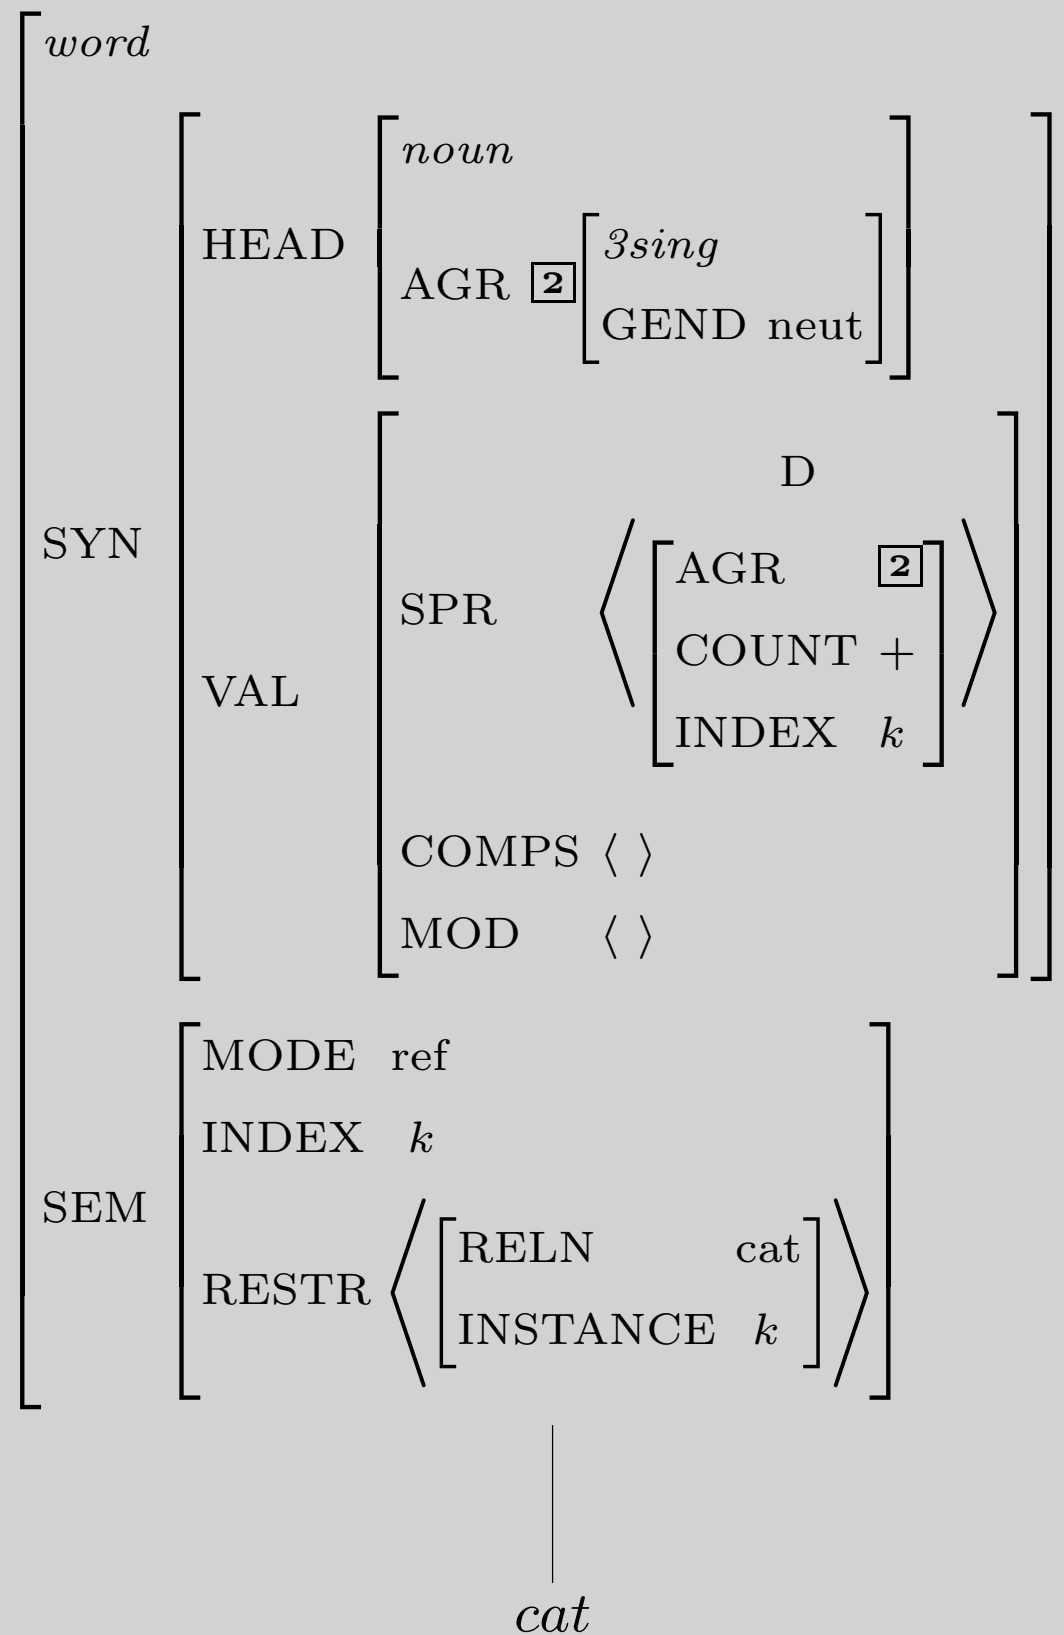 word
noun
HEAD
3sing
AGR 2
GEND neut
D
SYN
AGR 2
SPR
COUNT +
VAL
INDEX k
COMPS ⟨ ⟩
MOD ⟨ ⟩
MODE ref
INDEX k
SEM
RELN cat
RESTR
INSTANCE k
cat